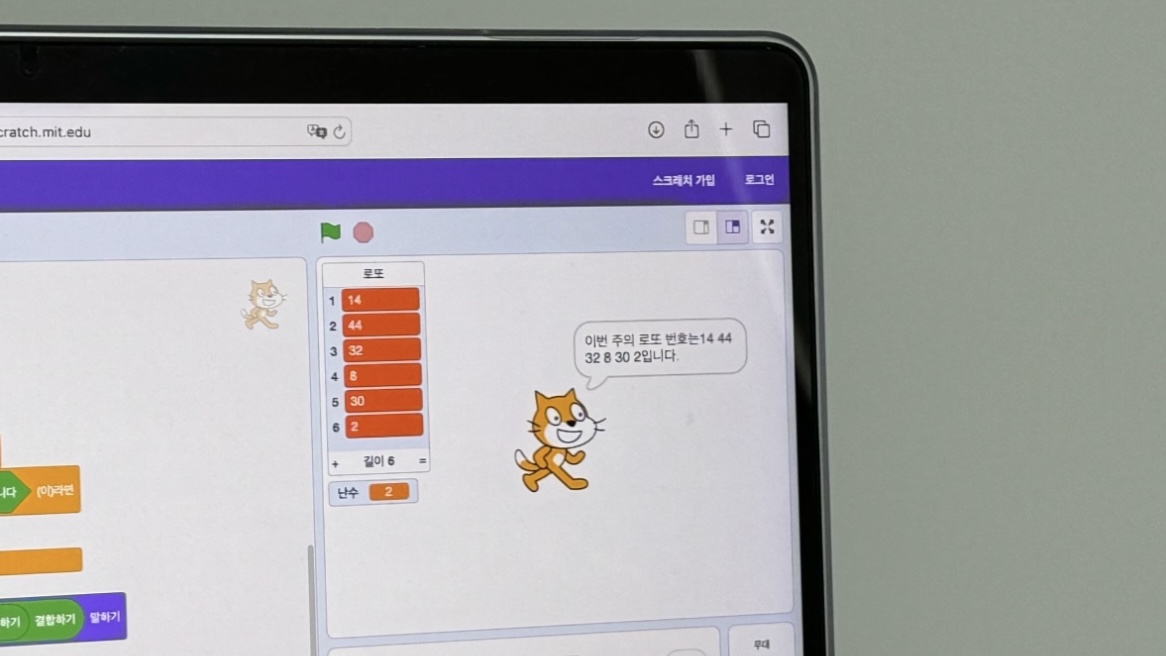 cratch.mit.edu
스크래치 가입
로그인
로또
1 14
2 44
3 32
4 8
5 30
6 2
+ 길이 6 =
난수 2
이번 주의 로또 번호는14 44
32 8 30 2입니다.
니다 (이)라면
하기 결합하기 말하기
무대